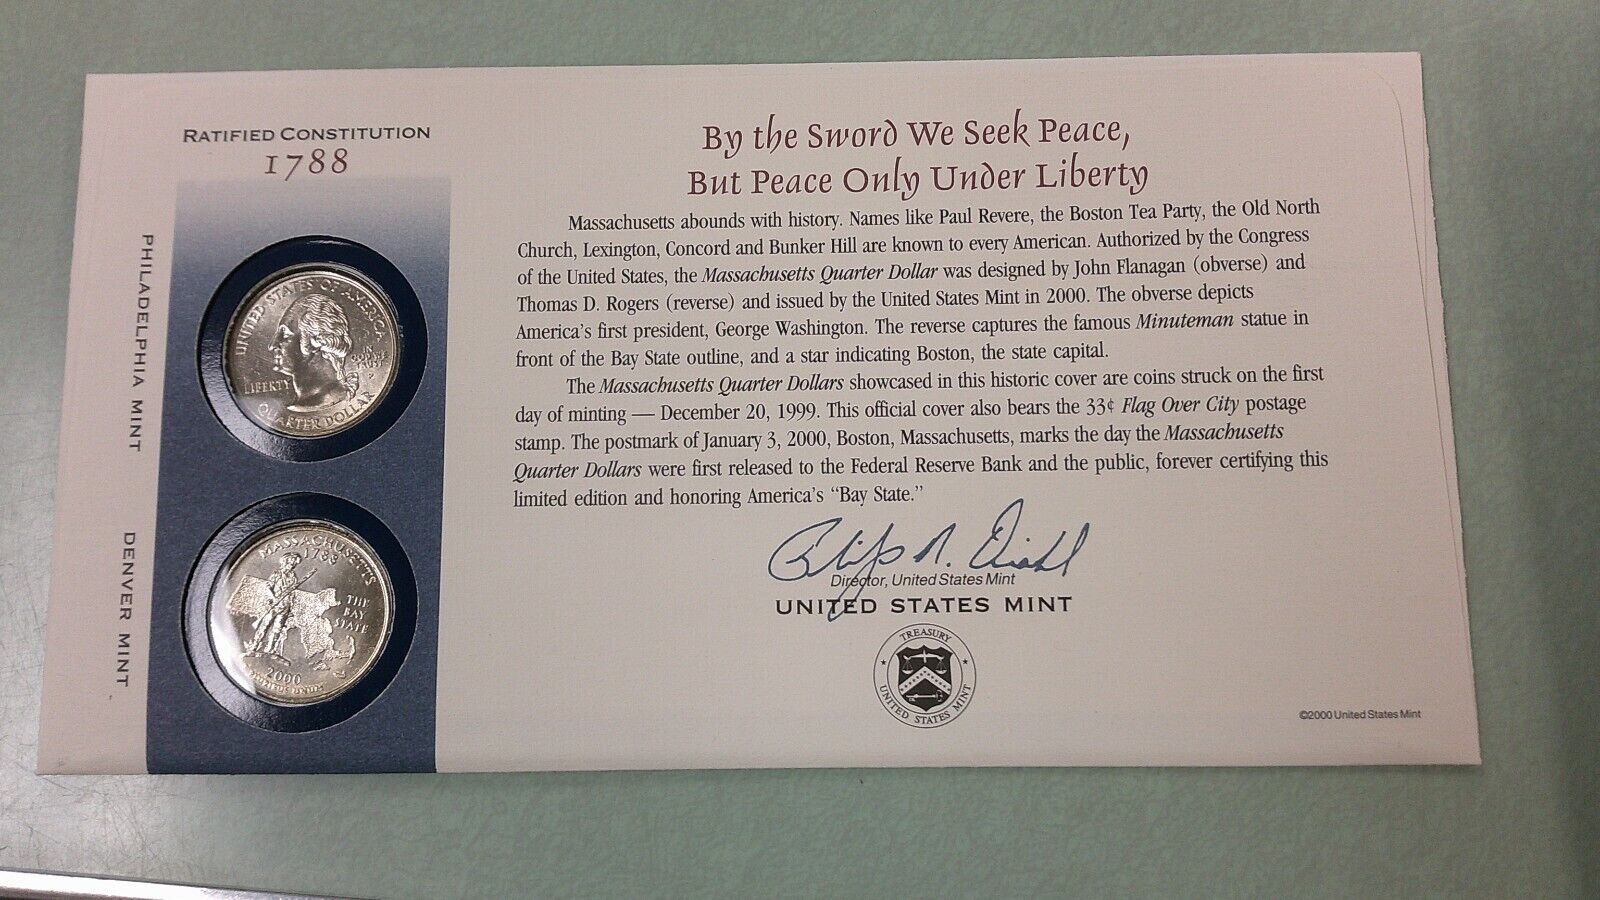 RATIFIED CONSTITUTION
1788
PHILADELPHIA MINT
DENVER MINT
UNITED STATES OF AMERICA
LIBERTY
IN
GOD WE
TRUST
P
QUARTER DOLLAR
MASSACHUSETTS
1788
THE
BAY
STATE
2000
By the Sword We Seek Peace,
But Peace Only Under Liberty
Massachusetts abounds with history. Names like Paul Revere, the Boston Tea Party, the Old North
Church, Lexington, Concord and Bunker Hill are known to every American. Authorized by the Congress
of the United States, the Massachusetts Quarter Dollar was designed by John Flanagan (obverse) and
Thomas D. Rogers (reverse) and issued by the United States Mint in 2000. The obverse depicts
America's first president, George Washington. The reverse captures the famous Minuteman statue in
front of the Bay State outline, and a star indicating Boston, the state capital.
The Massachusetts Quarter Dollars showcased in this historic cover are coins struck on the first
day of minting — December 20, 1999. This official cover also bears the 33¢ Flag Over City postage
stamp. The postmark of January 3, 2000, Boston, Massachusetts, marks the day the Massachusetts
Quarter Dollars were first released to the Federal Reserve Bank and the public, forever certifying this
limited edition and honoring America's "Bay State."
Philip N. Diehl
Director, United States Mint
UNITED STATES MINT
TREASURY
UNITED STATES MINT
©2000 United States Mint